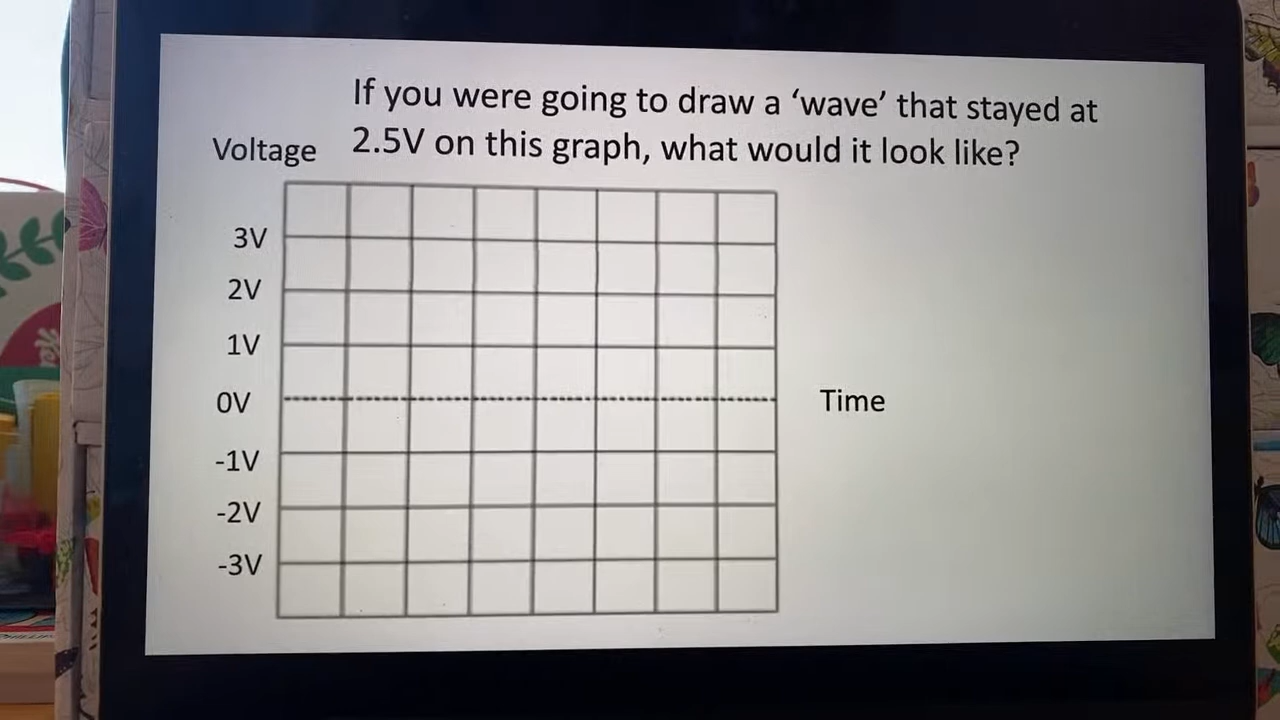 If you were going to draw a ‘wave’ that stayed at
2.5V on this graph, what would it look like?
Voltage
3V
2V
1V
0V
Time
-1V
-2V
-3V